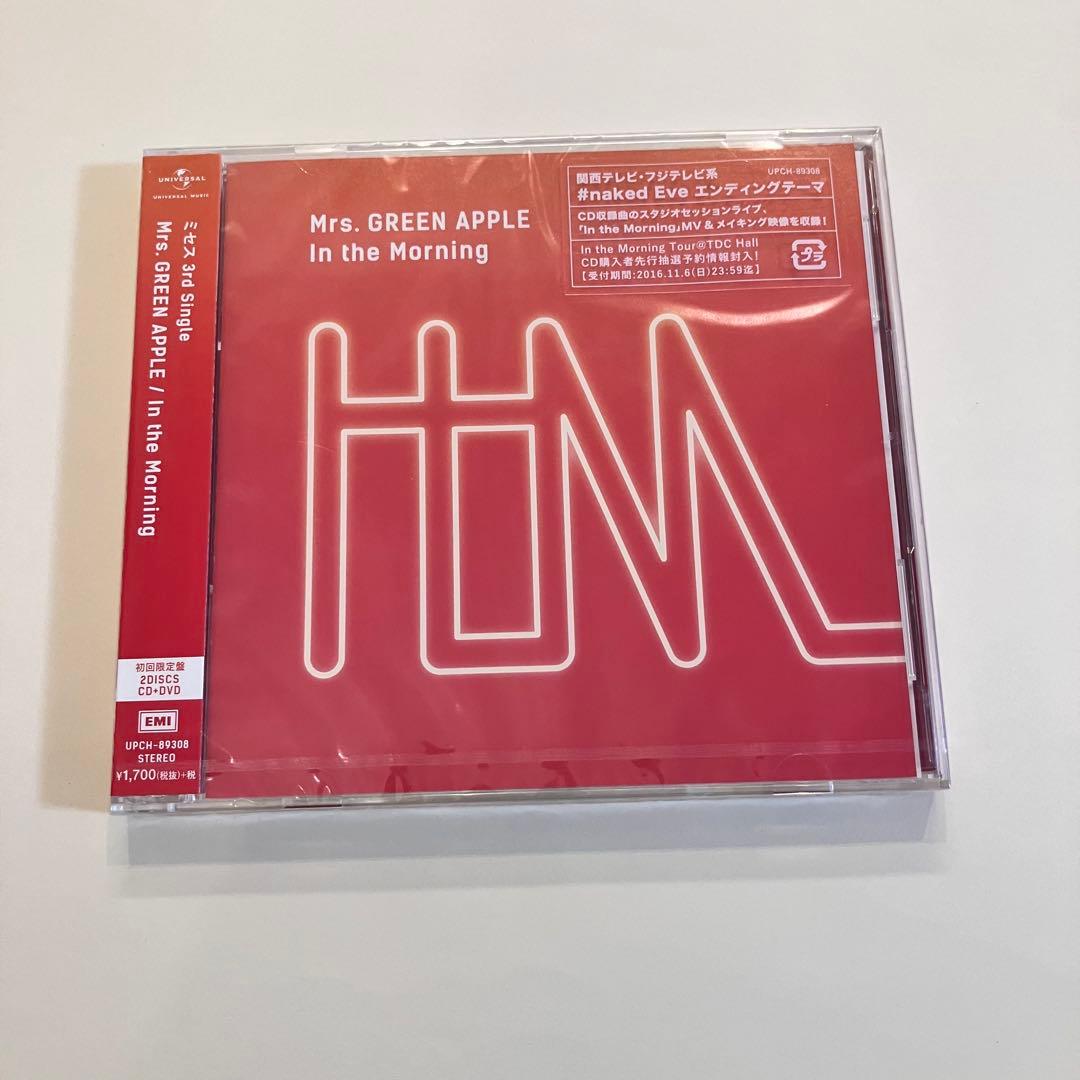 UNIVERSAL
UNIVERSAL MUSIC
ミセス 3rd Single
Mrs. GREEN APPLE / In the Morning
初回限定盤
2DISCS
CD+DVD
EMI
UPCH-89308
STEREO
¥1,700(税抜)+税
Mrs. GREEN APPLE
In the Morning
UPCH-89308
関西テレビ・フジテレビ系
#naked Eve エンディングテーマ
CD収録曲のスタジオセッションライブ、
「In the Morning」MV & メイキング映像を収録!
In the Morning Tour@TDC Hall
CD購入者先行抽選予約情報封入!
【受付期間:2016.11.6(日)23:59迄】
プラ